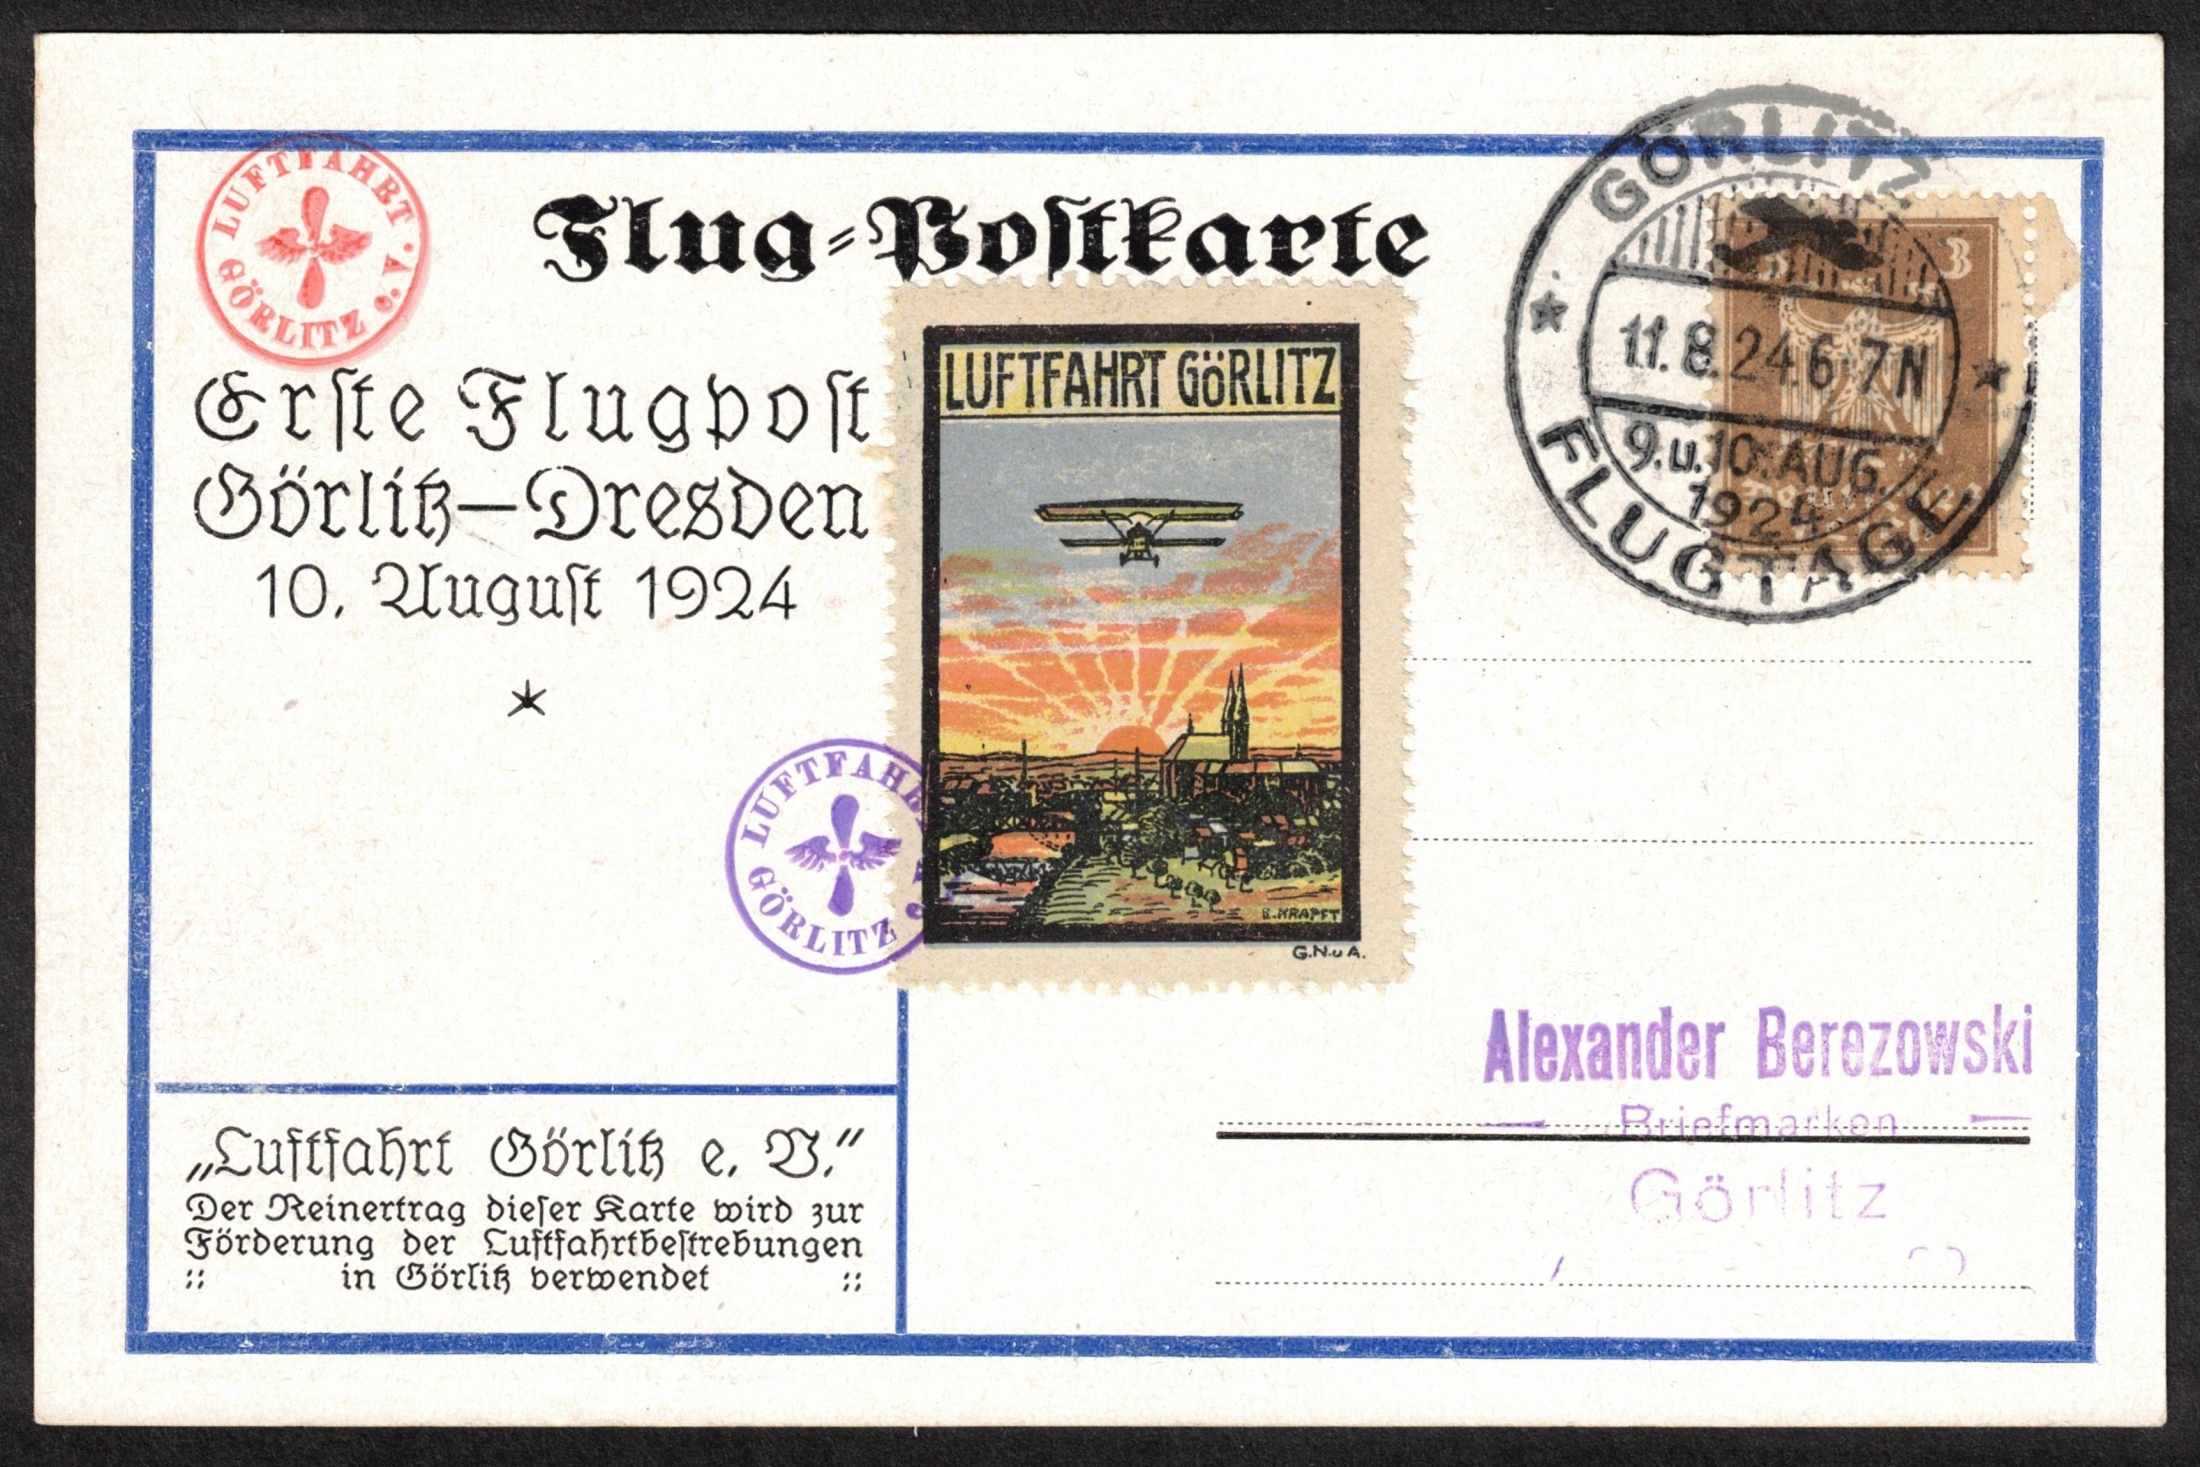 LUFTFAHRT · GÖRLITZ e.V.
Flug-Postkarte
Erste Flugpost
Görlitz—Dresden
10. August 1924
LUFTFAHRT GÖRLITZ
E. KRAFFT
G.N.u A.
GÖRLITZ
3
11.8.24.6-7N
9.u.10.AUG.
1924
FLUGTAGE
LUFTFAHRT GÖRLITZ e.V.
Alexander Berezowski
Briefmarken
Görlitz
„Luftfahrt Görlitz e. V.“
Der Reinertrag dieser Karte wird zur
Förderung der Luftfahrtbestrebungen
:: in Görlitz verwendet ::